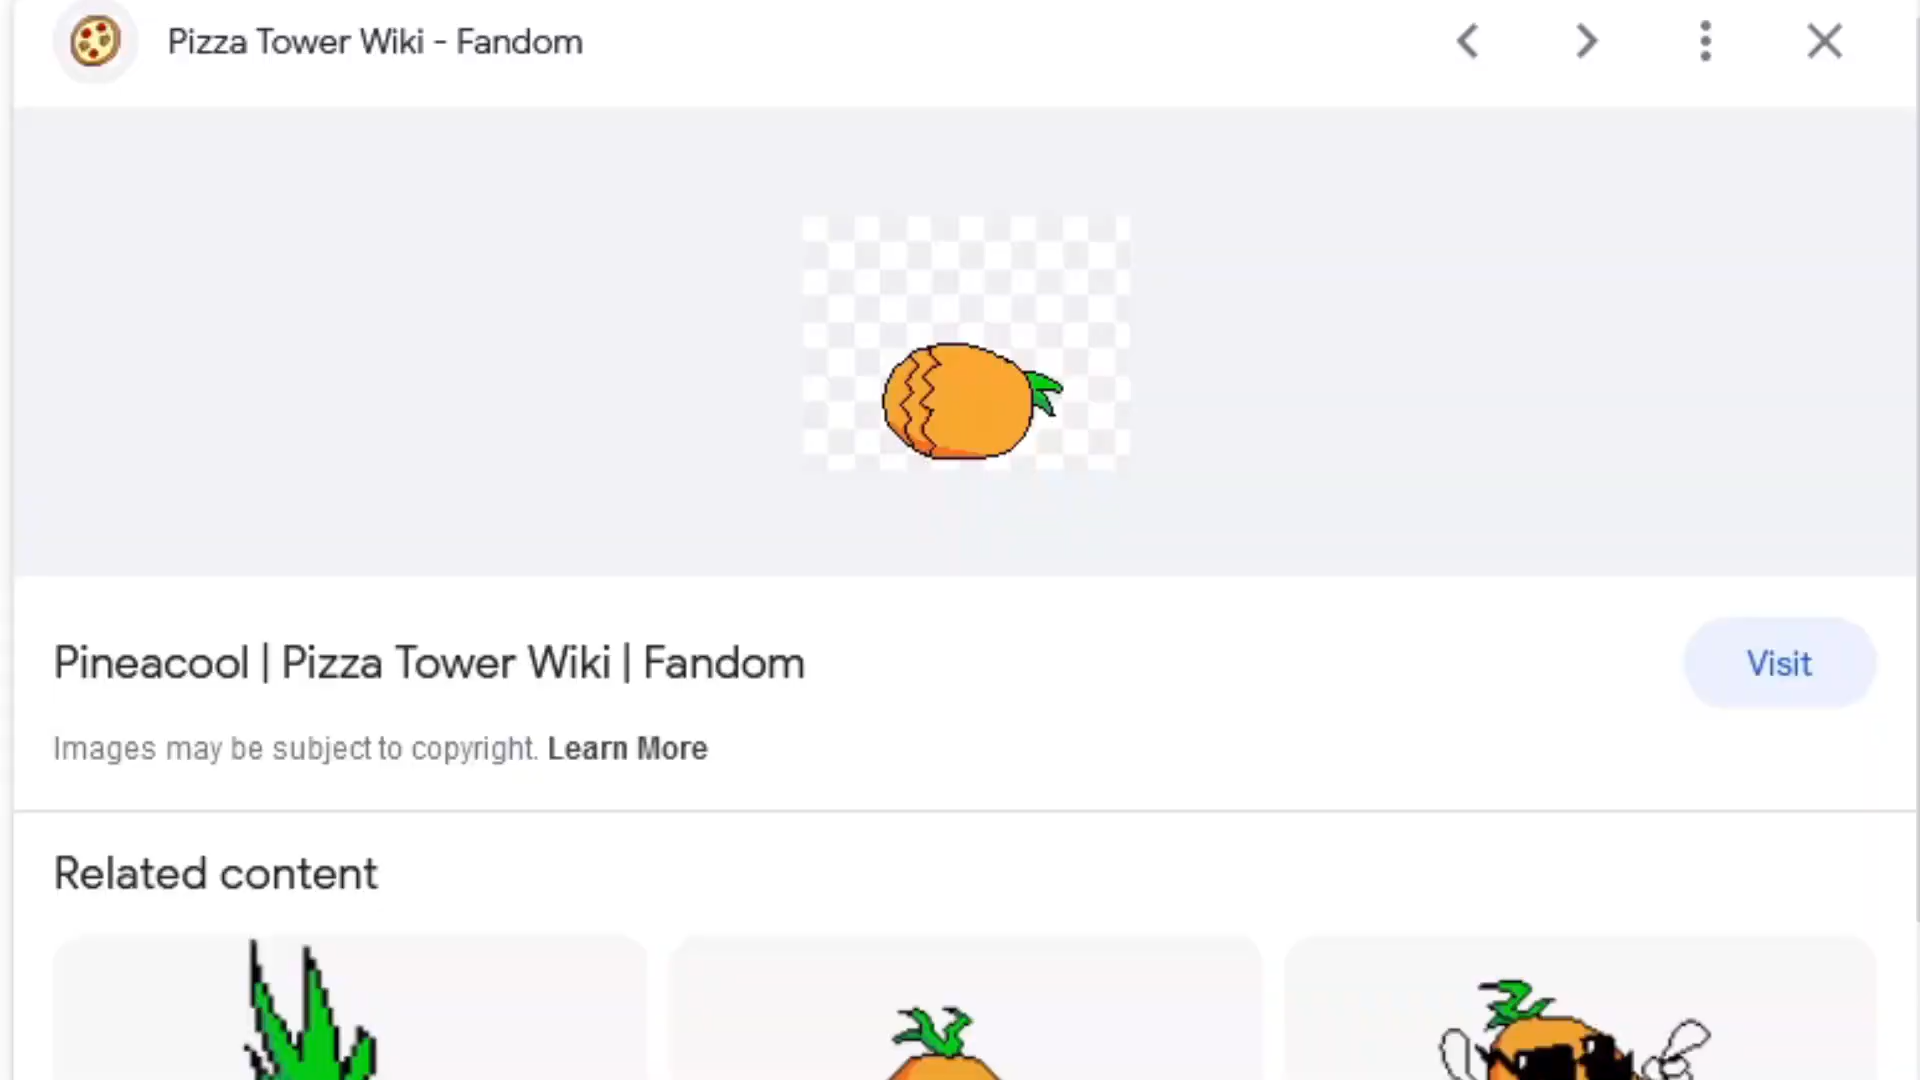 Pizza Tower Wiki - Fandom
Pineacool | Pizza Tower Wiki | Fandom
Visit
Images may be subject to copyright. Learn More
Related content